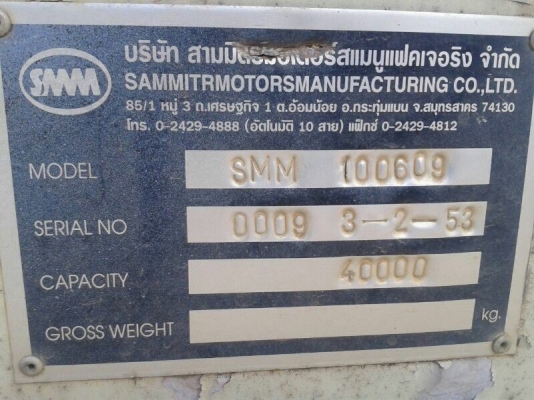 SMM
บริษัท สามมิตรมอเตอร์สแมนูแฟคเจอริง จำกัด
SAMMITRMOTORSMANUFACTURING CO.,LTD.
85/1 หมู่ 3 ถ.เศรษฐกิจ 1 ต.อ้อมน้อย อ.กระทุ่มแบน จ.สมุทรสาคร 74130
โทร. 0-2429-4888 (อัตโนมัติ 10 สาย) แฟ็กซ์ 0-2429-4812
MODEL SMM 100609
SERIAL NO 0009 3-2-53
CAPACITY 40000
GROSS WEIGHT kg.